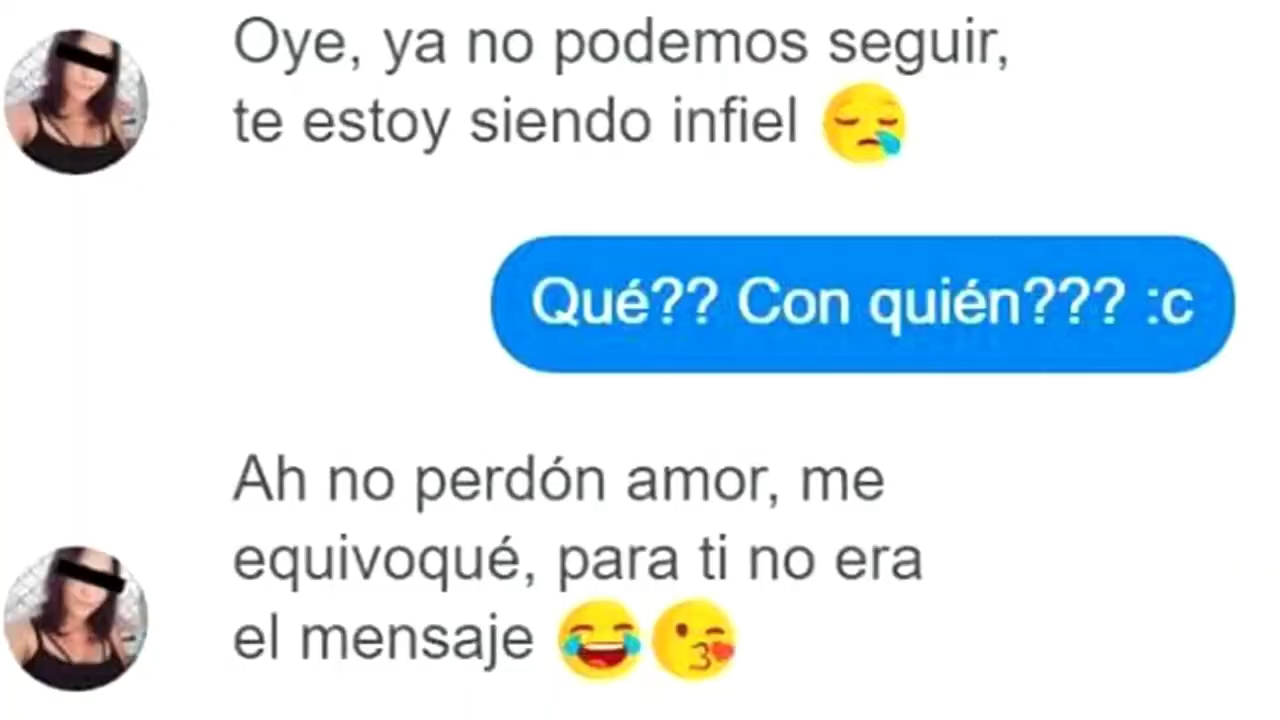 Oye, ya no podemos seguir,
te estoy siendo infiel 😪
Qué?? Con quién??? :c
Ah no perdón amor, me
equivoqué, para ti no era
el mensaje 😂😘